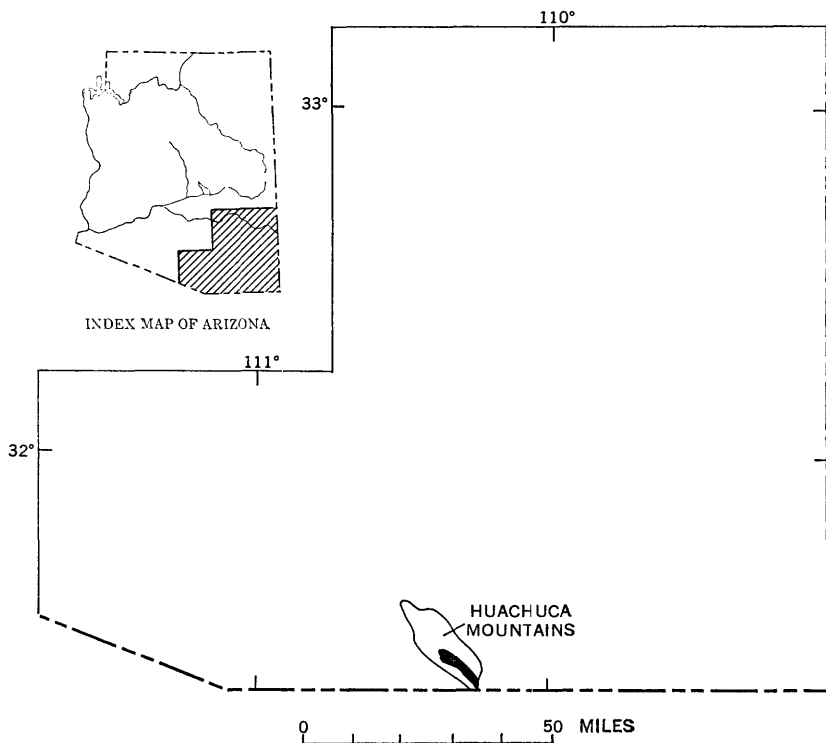 110°
33°
INDEX MAP OF ARIZONA
111°
32°
HUACHUCA
MOUNTAINS
0 50 MILES